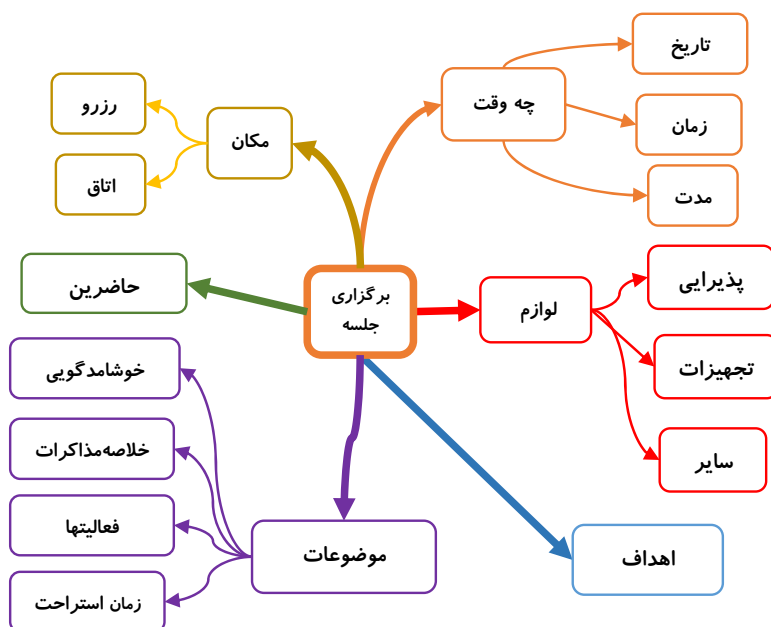 برگزاری
جلسه
چه وقت
تاریخ
زمان
مدت
لوازم
پذیرایی
تجهیزات
سایر
اهداف
موضوعات
خوشامدگویی
خلاصه‌مذاکرات
فعالیتها
زمان استراحت
حاضرین
مکان
رزرو
اتاق